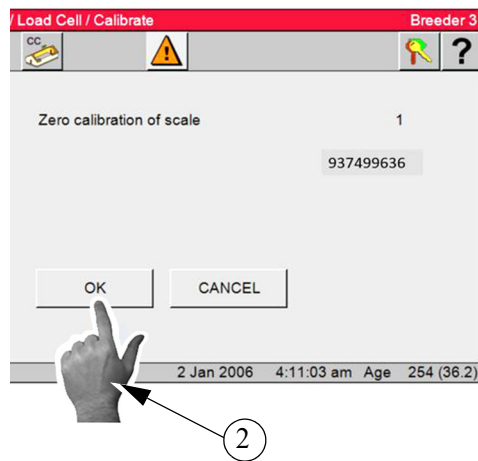 / Load Cell / Calibrate Breeder 3
CC
?
Zero calibration of scale 1
937499636
OK CANCEL
2 Jan 2006 4:11:03 am Age 254 (36.2)
2